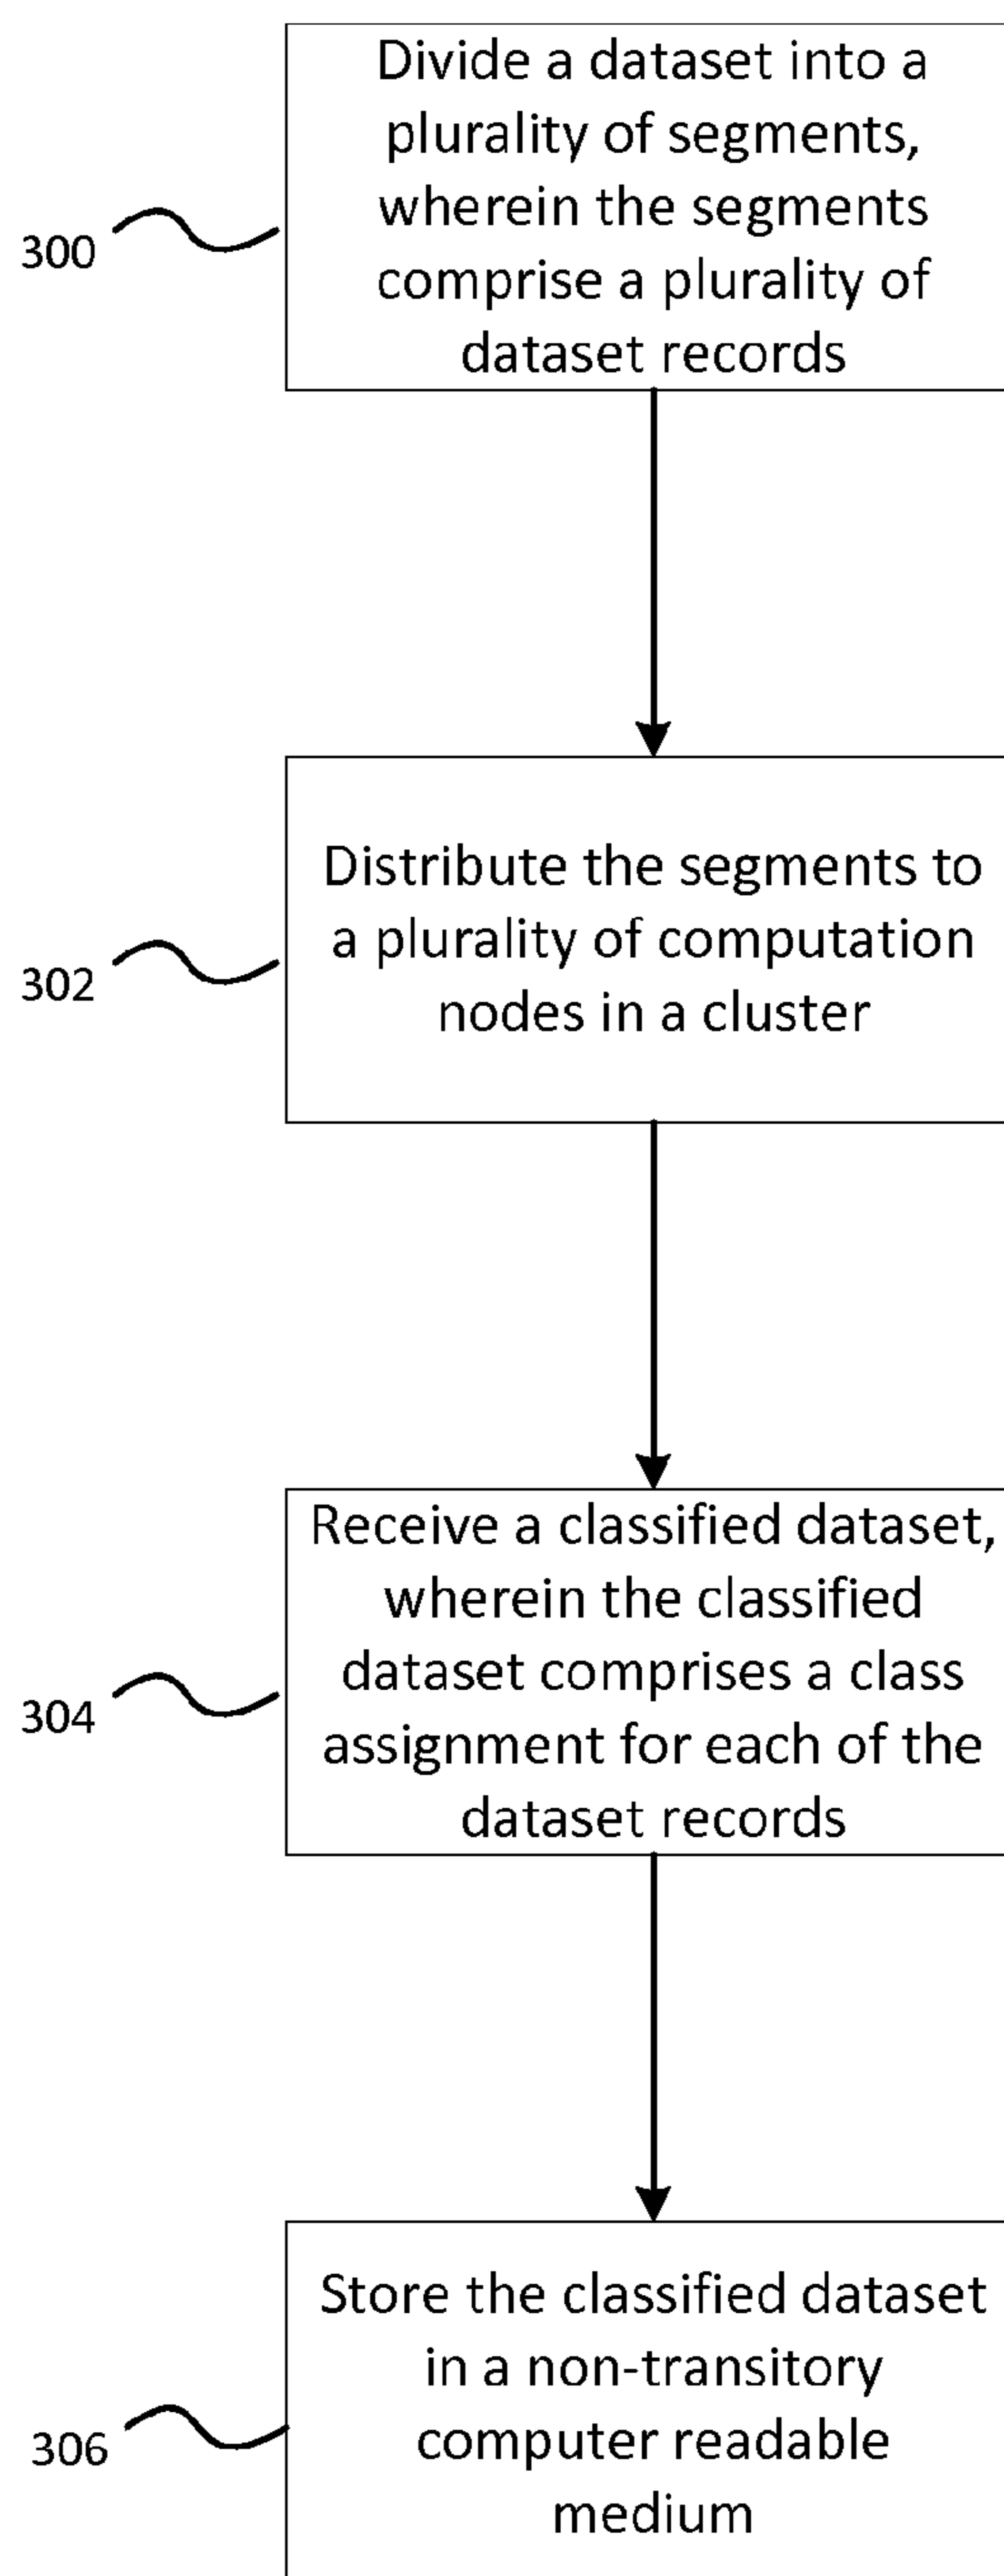 Divide a dataset into a
plurality of segments,
wherein the segments
comprise a plurality of
dataset records
300
Distribute the segments to
a plurality of computation
nodes in a cluster
302
Receive a classified dataset,
wherein the classified
dataset comprises a class
assignment for each of the
dataset records
304
Store the classified dataset
in a non-transitory
computer readable
medium
306